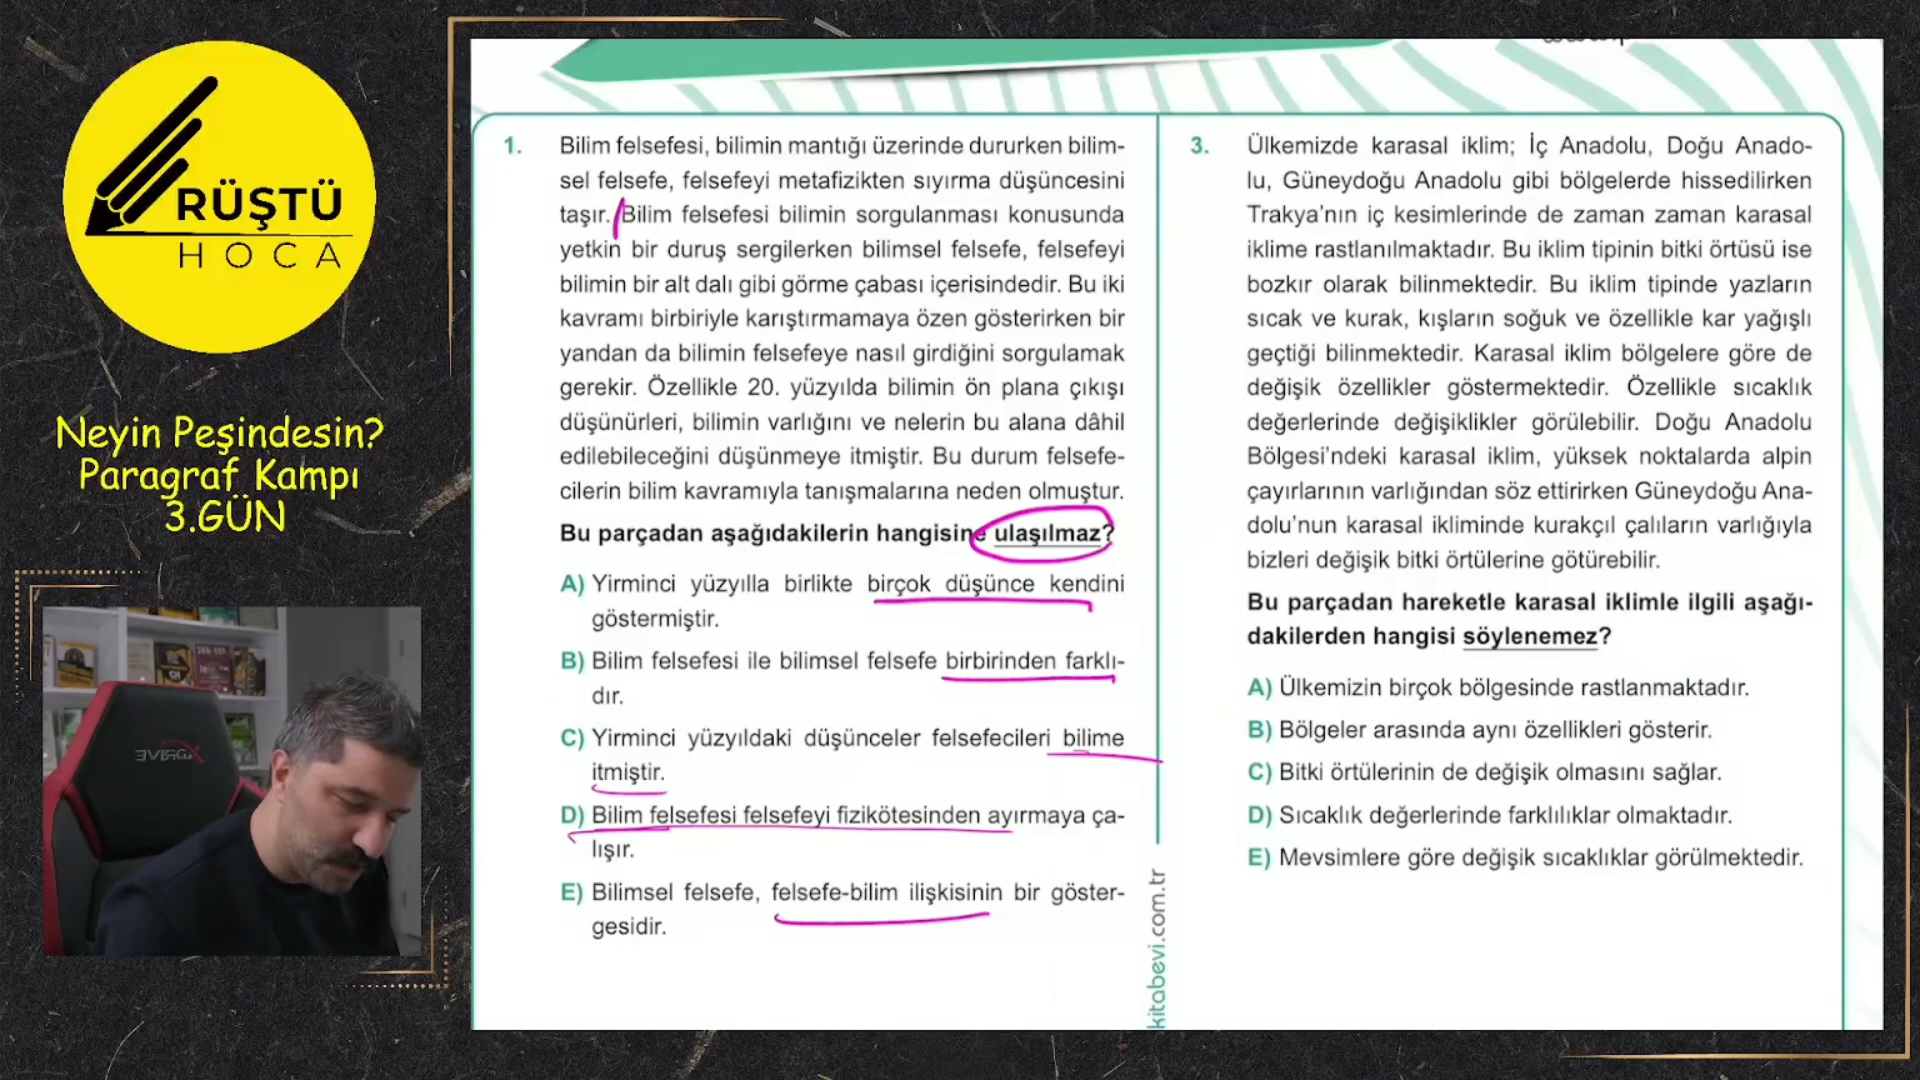 RÜŞTÜ
HOCA
Neyin Peşindesin?
Paragraf Kampı
3.GÜN
1. Bilim felsefesi, bilimin mantığı üzerinde dururken bilim-
sel felsefe, felsefeyi metafizikten sıyırma düşüncesini
taşır. Bilim felsefesi bilimin sorgulanması konusunda
yetkin bir duruş sergilerken bilimsel felsefe, felsefeyi
bilimin bir alt dalı gibi görme çabası içerisindedir. Bu iki
kavramı birbiriyle karıştırmamaya özen gösterirken bir
yandan da bilimin felsefeye nasıl girdiğini sorgulamak
gerekir. Özellikle 20. yüzyılda bilimin ön plana çıkışı
düşünürleri, bilimin varlığını ve nelerin bu alana dâhil
edilebileceğini düşünmeye itmiştir. Bu durum felsefe-
cilerin bilim kavramıyla tanışmalarına neden olmuştur.
Bu parçadan aşağıdakilerin hangisine ulaşılmaz?
A) Yirminci yüzyılla birlikte birçok düşünce kendini
göstermiştir.
B) Bilim felsefesi ile bilimsel felsefe birbirinden farklı-
dır.
C) Yirminci yüzyıldaki düşünceler felsefecileri bilime
itmiştir.
D) Bilim felsefesi felsefeyi fizikötesinden ayırmaya ça-
lışır.
E) Bilimsel felsefe, felsefe-bilim ilişkisinin bir göster-
gesidir.
kitabevi.com.tr
3. Ülkemizde karasal iklim; İç Anadolu, Doğu Anado-
lu, Güneydoğu Anadolu gibi bölgelerde hissedilirken
Trakya’nın iç kesimlerinde de zaman zaman karasal
iklime rastlanılmaktadır. Bu iklim tipinin bitki örtüsü ise
bozkır olarak bilinmektedir. Bu iklim tipinde yazların
sıcak ve kurak, kışların soğuk ve özellikle kar yağışlı
geçtiği bilinmektedir. Karasal iklim bölgelere göre de
değişik özellikler göstermektedir. Özellikle sıcaklık
değerlerinde değişiklikler görülebilir. Doğu Anadolu
Bölgesi’ndeki karasal iklim, yüksek noktalarda alpin
çayırlarının varlığından söz ettirirken Güneydoğu Ana-
dolu’nun karasal ikliminde kurakçıl çalıların varlığıyla
bizleri değişik bitki örtülerine götürebilir.
Bu parçadan hareketle karasal iklimle ilgili aşağı-
dakilerden hangisi söylenemez?
A) Ülkemizin birçok bölgesinde rastlanmaktadır.
B) Bölgeler arasında aynı özellikleri gösterir.
C) Bitki örtülerinin de değişik olmasını sağlar.
D) Sıcaklık değerlerinde farklılıklar olmaktadır.
E) Mevsimlere göre değişik sıcaklıklar görülmektedir.